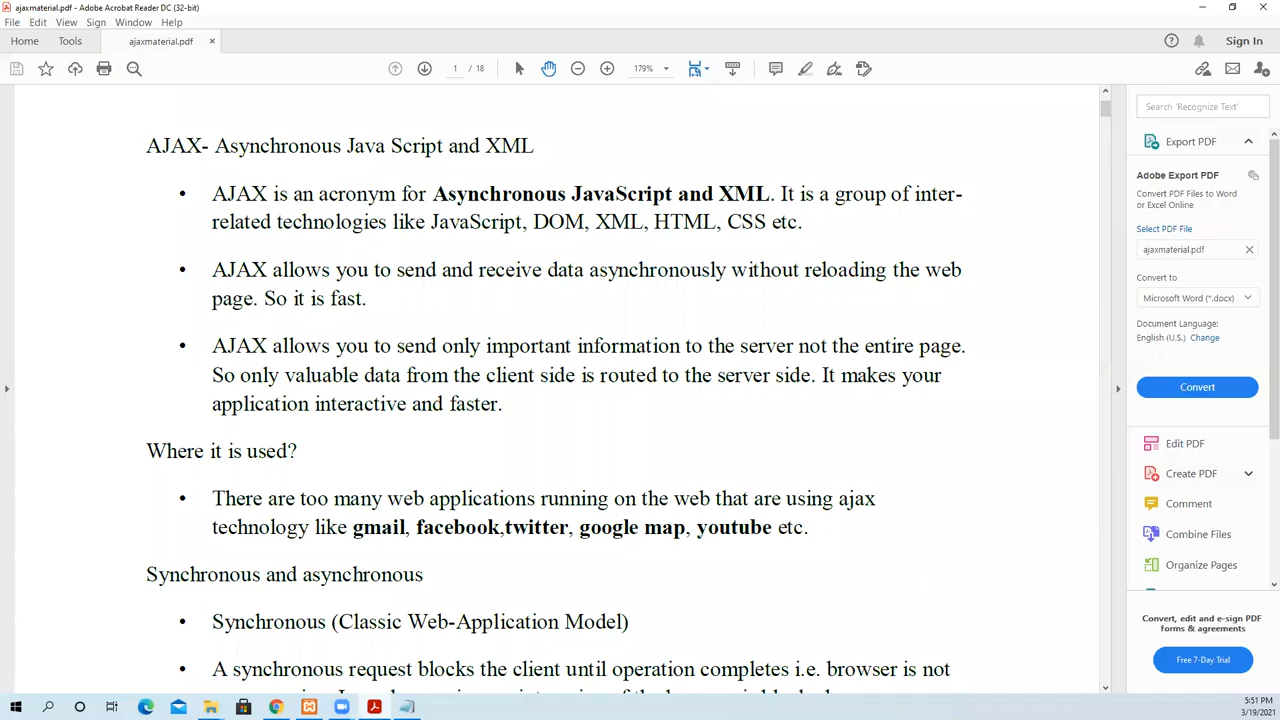 ajaxmaterial.pdf - Adobe Acrobat Reader DC (32-bit)
File Edit View Sign Window Help
Home Tools ajaxmaterial.pdf × Sign In
1 / 18 179%
AJAX- Asynchronous Java Script and XML
• AJAX is an acronym for Asynchronous JavaScript and XML. It is a group of inter-
related technologies like JavaScript, DOM, XML, HTML, CSS etc.
• AJAX allows you to send and receive data asynchronously without reloading the web
page. So it is fast.
• AJAX allows you to send only important information to the server not the entire page.
So only valuable data from the client side is routed to the server side. It makes your
application interactive and faster.
Where it is used?
• There are too many web applications running on the web that are using ajax
technology like gmail, facebook,twitter, google map, youtube etc.
Synchronous and asynchronous
• Synchronous (Classic Web-Application Model)
• A synchronous request blocks the client until operation completes i.e. browser is not
Search 'Recognize Text'
Export PDF
Adobe Export PDF
Convert PDF Files to Word
or Excel Online
Select PDF File
ajaxmaterial.pdf
Convert to
Microsoft Word (*.docx)
Document Language:
English (U.S.) Change
Convert
Edit PDF
Create PDF
Comment
Combine Files
Organize Pages
Convert, edit and e-sign PDF
forms & agreements
Free 7-Day Trial
5:51 PM
3/19/2021